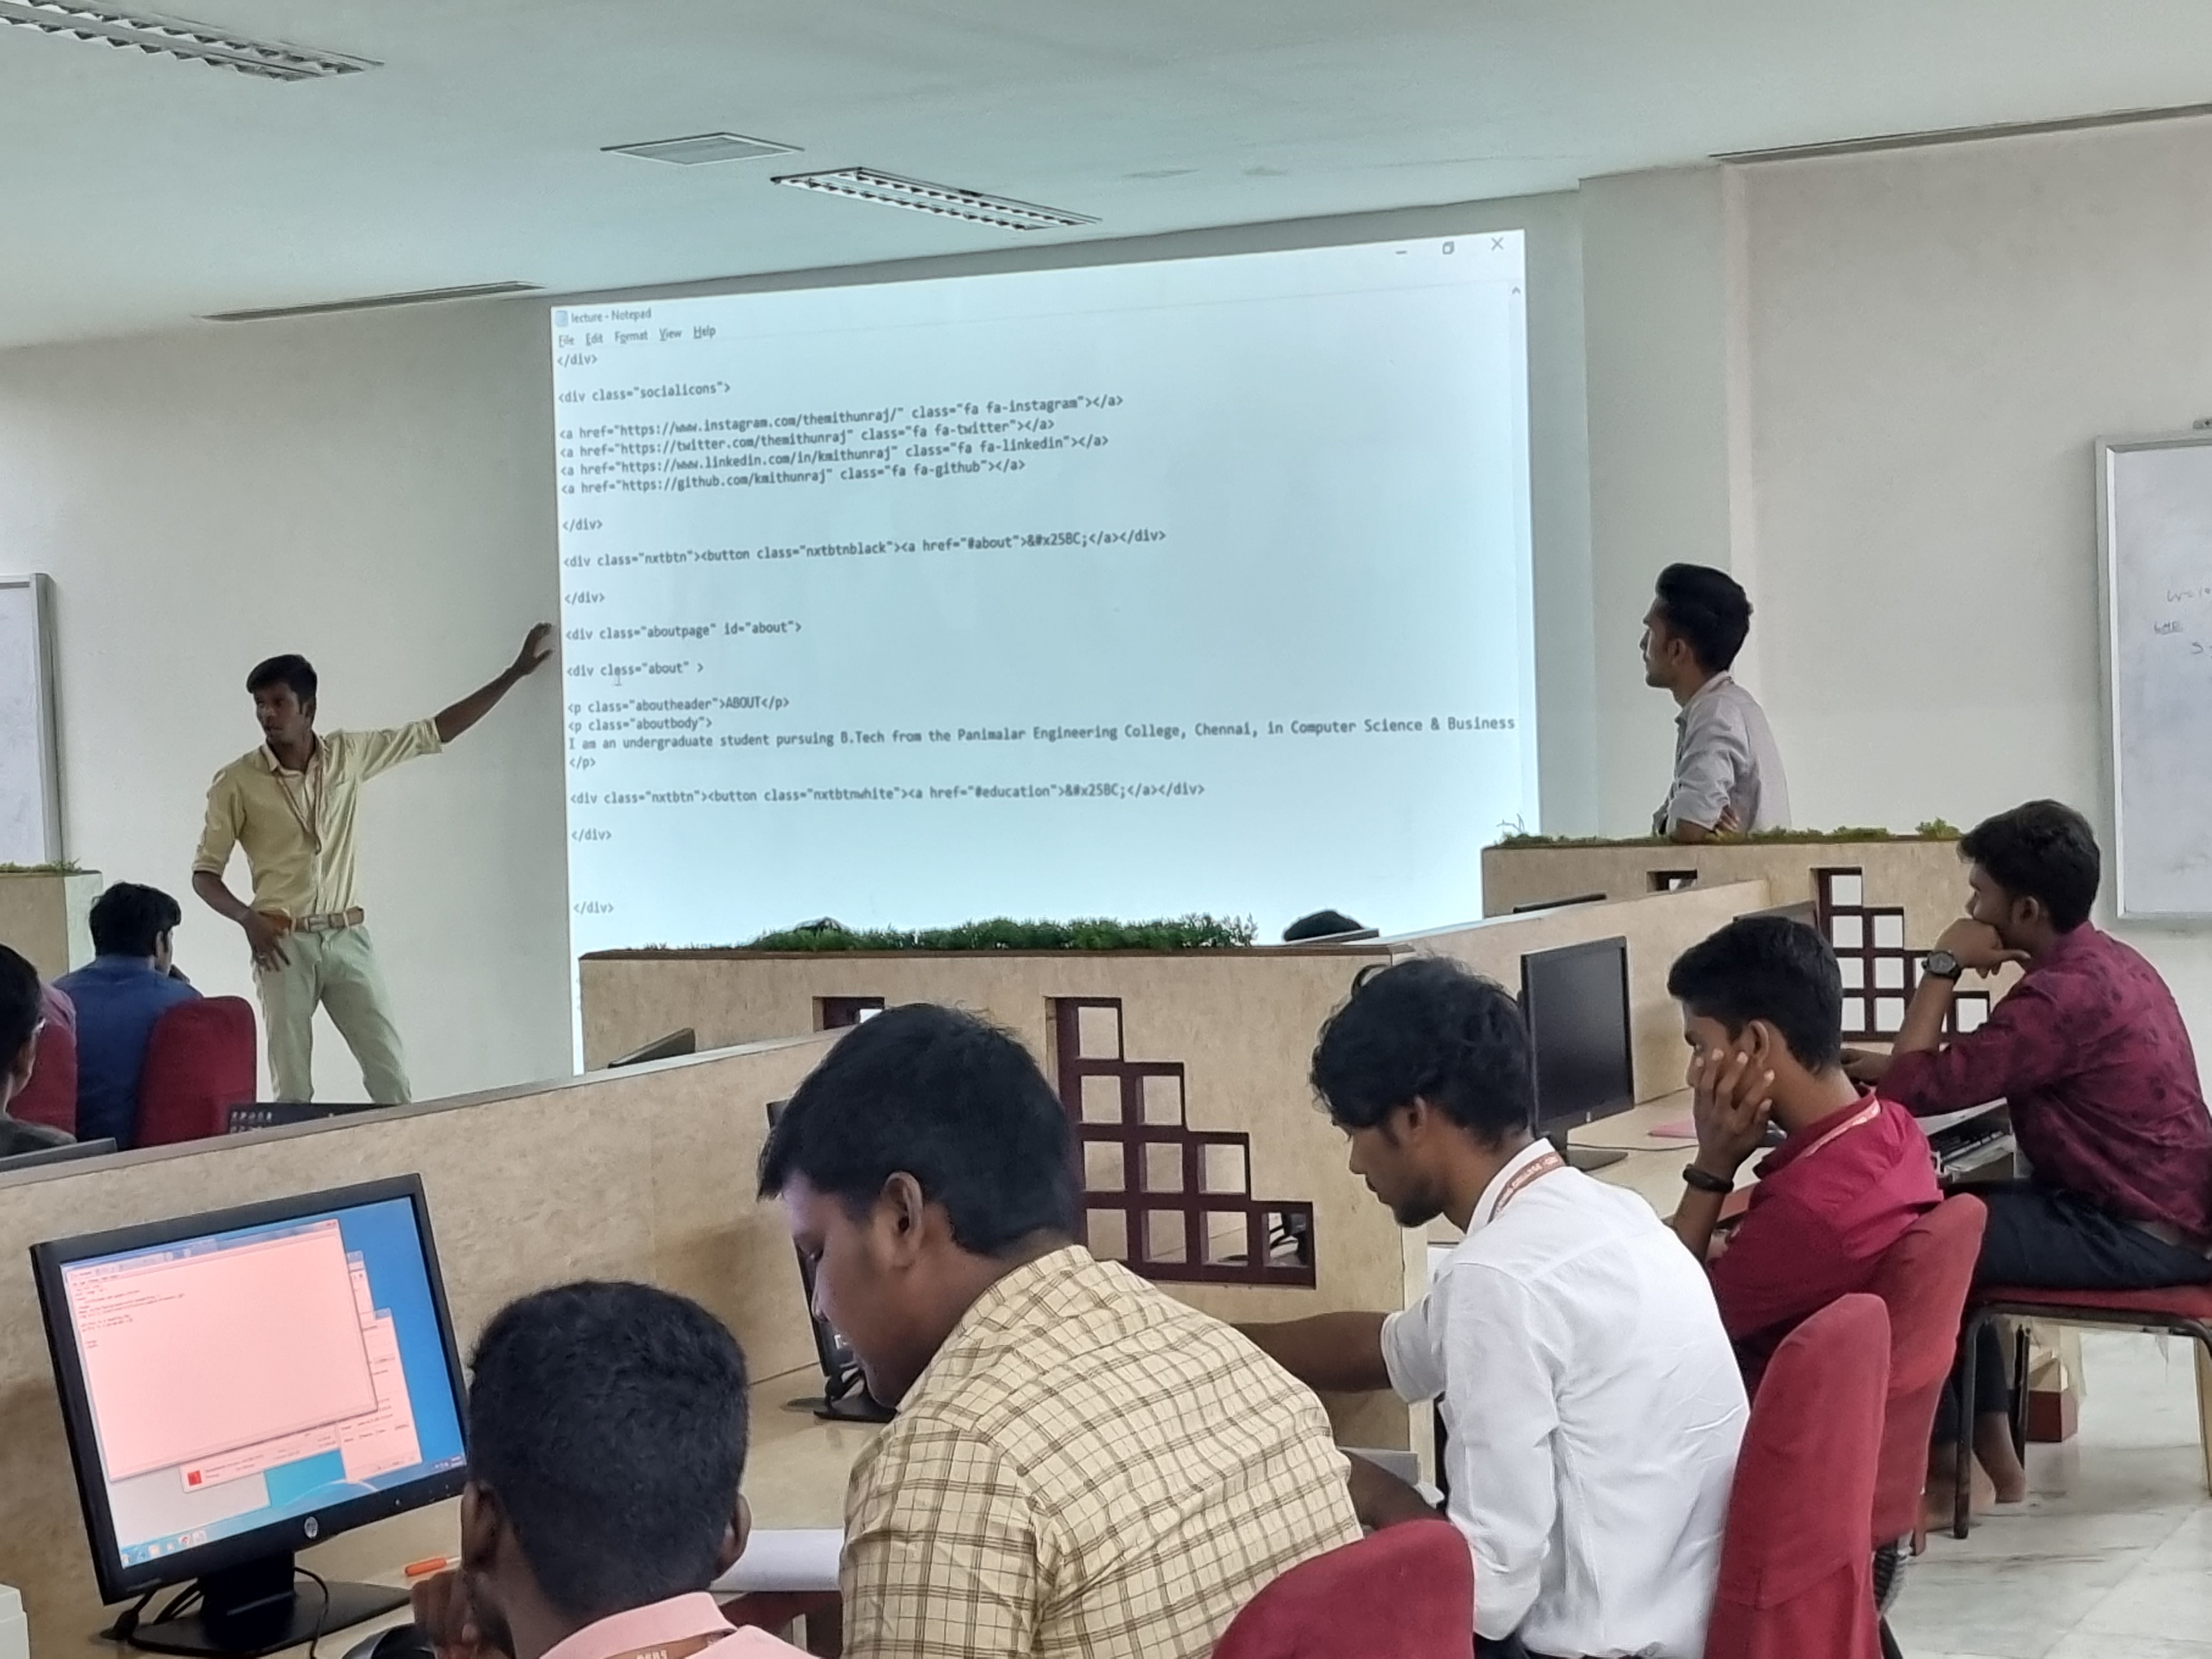 lecture - Notepad
File Edit Format View Help
</div>
<div class="socialicons">
<a href="https://www.instagram.com/themithunraj/" class="fa fa-instagram"></a>
<a href="https://twitter.com/themithunraj" class="fa fa-twitter"></a>
<a href="https://www.linkedin.com/in/kmithunraj" class="fa fa-linkedin"></a>
<a href="https://github.com/kmithunraj" class="fa fa-github"></a>
</div>
<div class="nxtbtn"><button class="nxtbtnblack"><a href="#about">&#x25BC;</a></div>
</div>
<div class="aboutpage" id="about">
<div class="about" >
<p class="aboutheader">ABOUT</p>
<p class="aboutbody">
I am an undergraduate student pursuing B.Tech from the Panimalar Engineering College, Chennai, in Computer Science & Business
</p>
<div class="nxtbtn"><button class="nxtbtnwhite"><a href="#education">&#x25BC;</a></div>
</div>
</div>